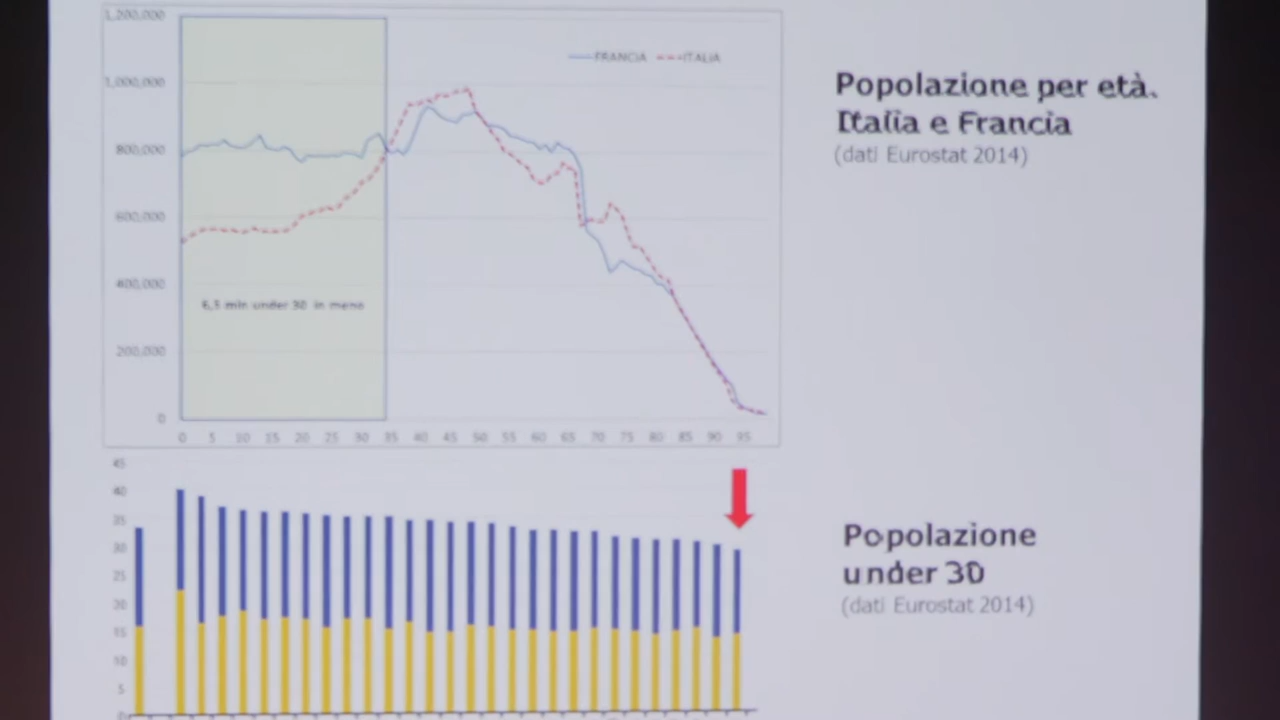 1,200,000
FRANCIA ITALIA
1,000,000
800,000
600,000
400,000
6,5 mln under 30 in meno
200,000
0
0 5 10 15 20 25 30 35 40 45 50 55 60 65 70 75 80 85 90 95
Popolazione per età.
Italia e Francia
(dati Eurostat 2014)
45
40
35
30
25
20
15
10
5
0
Popolazione
under 30
(dati Eurostat 2014)